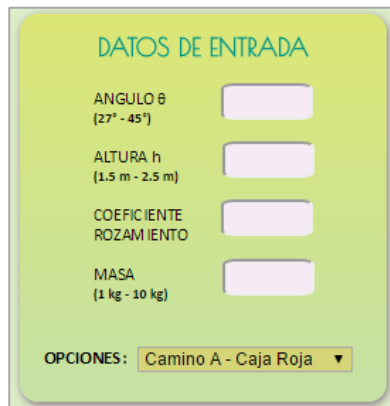 DATOS DE ENTRADA
ANGULO θ
(27° - 45°)
ALTURA h
(1.5 m - 2.5 m)
COEFICIENTE
ROZAMIENTO
MASA
(1 kg - 10 kg)
OPCIONES: Camino A - Caja Roja